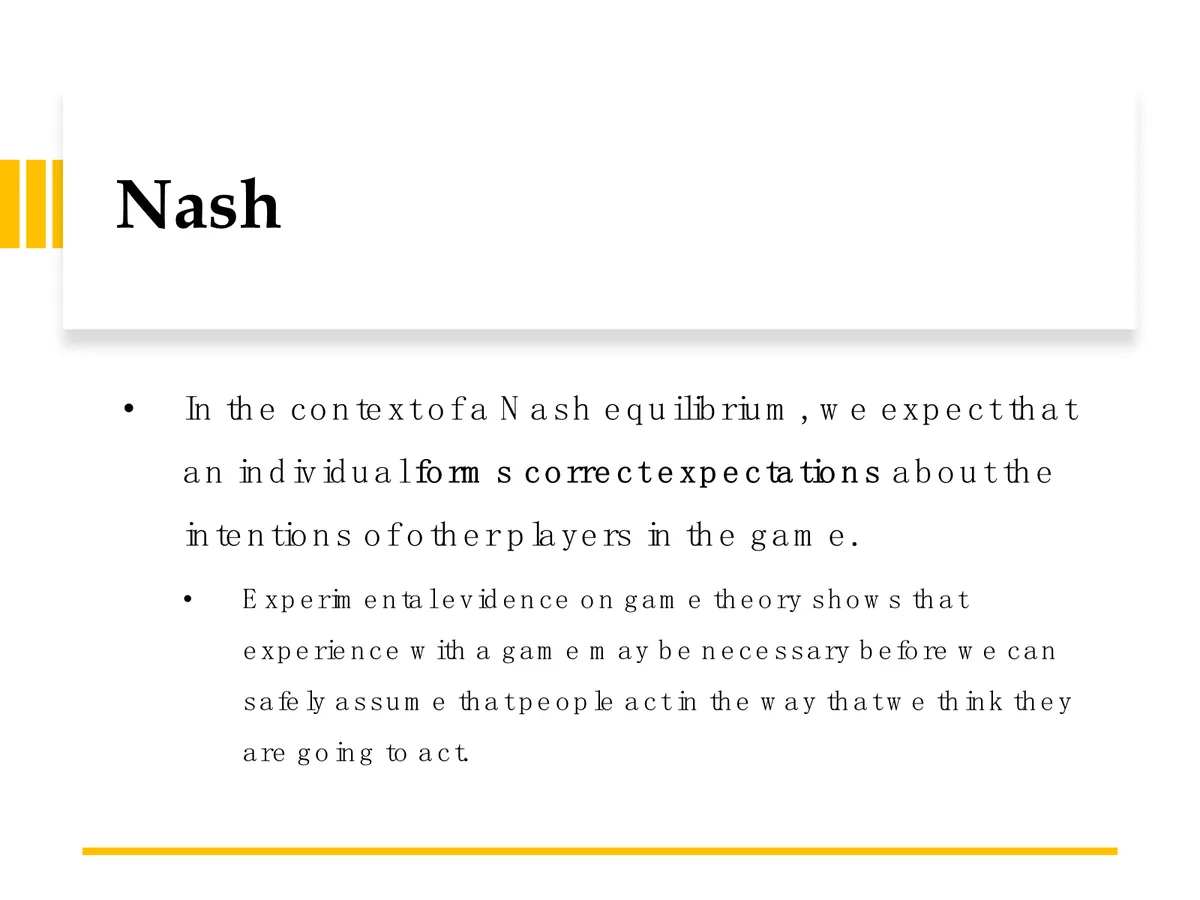 Nash
• In the context of a Nash equilibrium, we expect that
an individual forms correct expectations about the
intentions of other players in the game.
• Experimental evidence on game theory shows that
experience with a game may be necessary before we can
safely assume that people act in the way that we think they
are going to act.